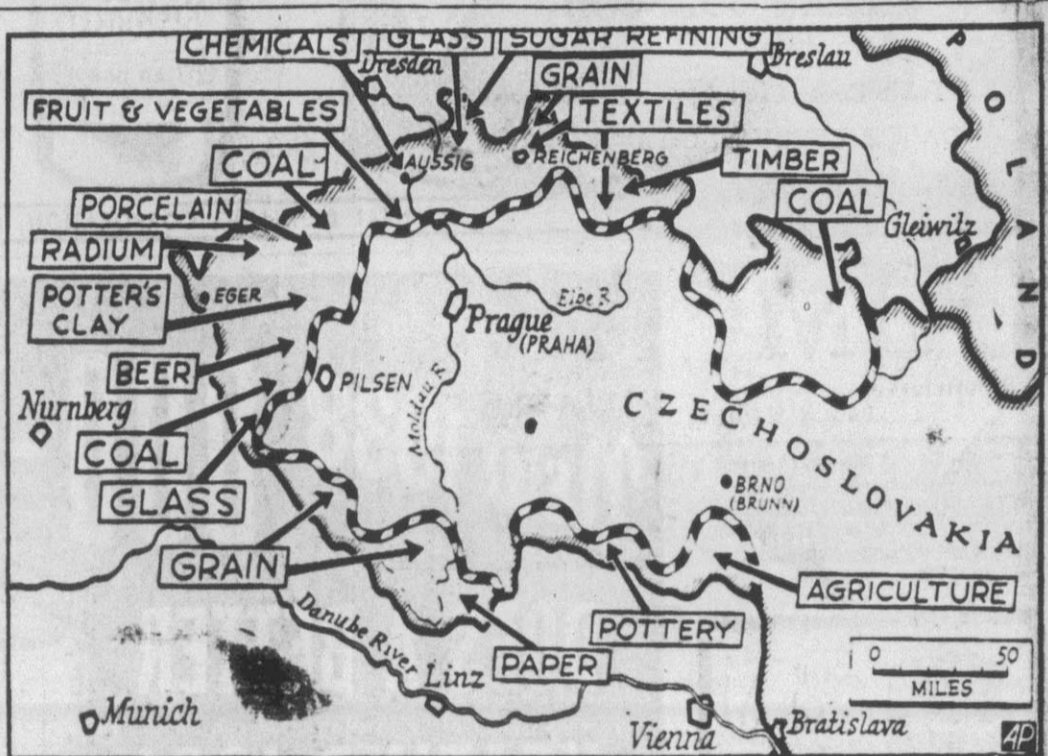 CHEMICALS
GLASS
SUGAR REFINING
Dresden
Breslau
GRAIN
FRUIT & VEGETABLES
TEXTILES
COAL
AUSSIG
REICHENBERG
TIMBER
PORCELAIN
COAL
RADIUM
Gleiwitz
POLAND
POTTER'S
CLAY
EGER
Elbe R.
Prague
(PRAHA)
BEER
PILSEN
Moldau R.
Nurnberg
CZECHOSLOVAKIA
COAL
BRNO
(BRUNN)
GLASS
GRAIN
AGRICULTURE
Danube River
POTTERY
PAPER
0 50
MILES
Linz
Munich
Vienna
Bratislava
AP